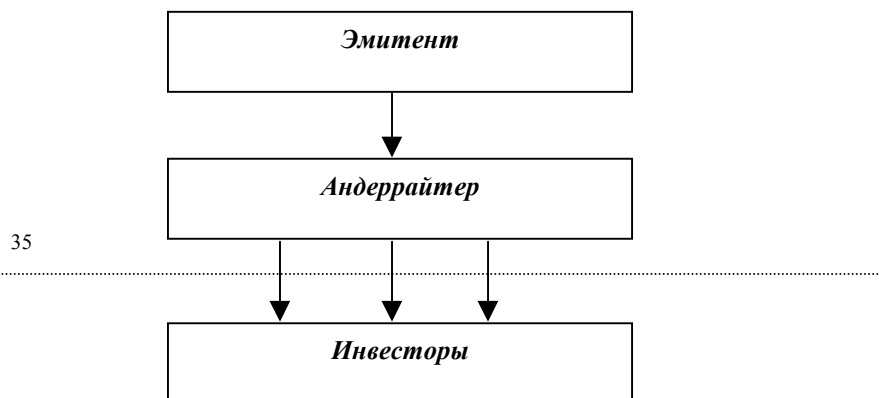 Эмитент
Андеррайтер
35
Инвесторы